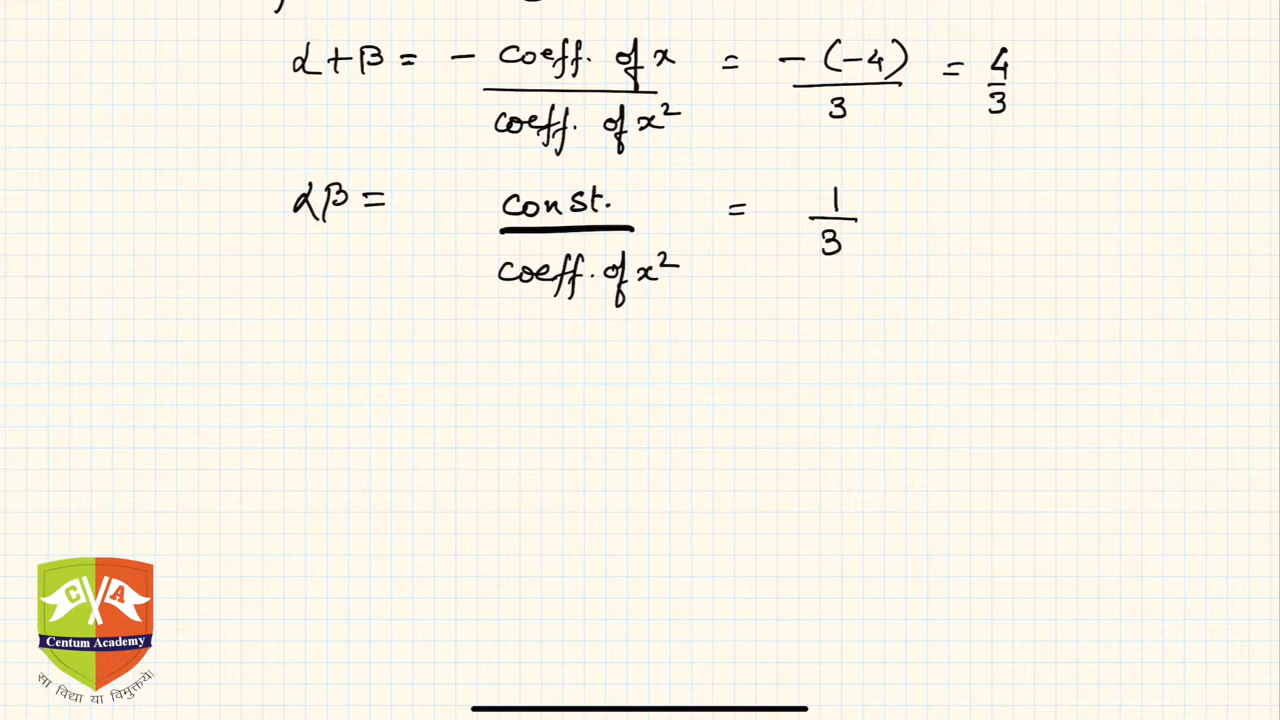 α+β = - coeff. of x / coeff. of x² = -(-4) / 3 = 4/3
αβ = const. / coeff. of x² = 1/3
C A
Centum Academy
सा विद्या या विमुक्तये।